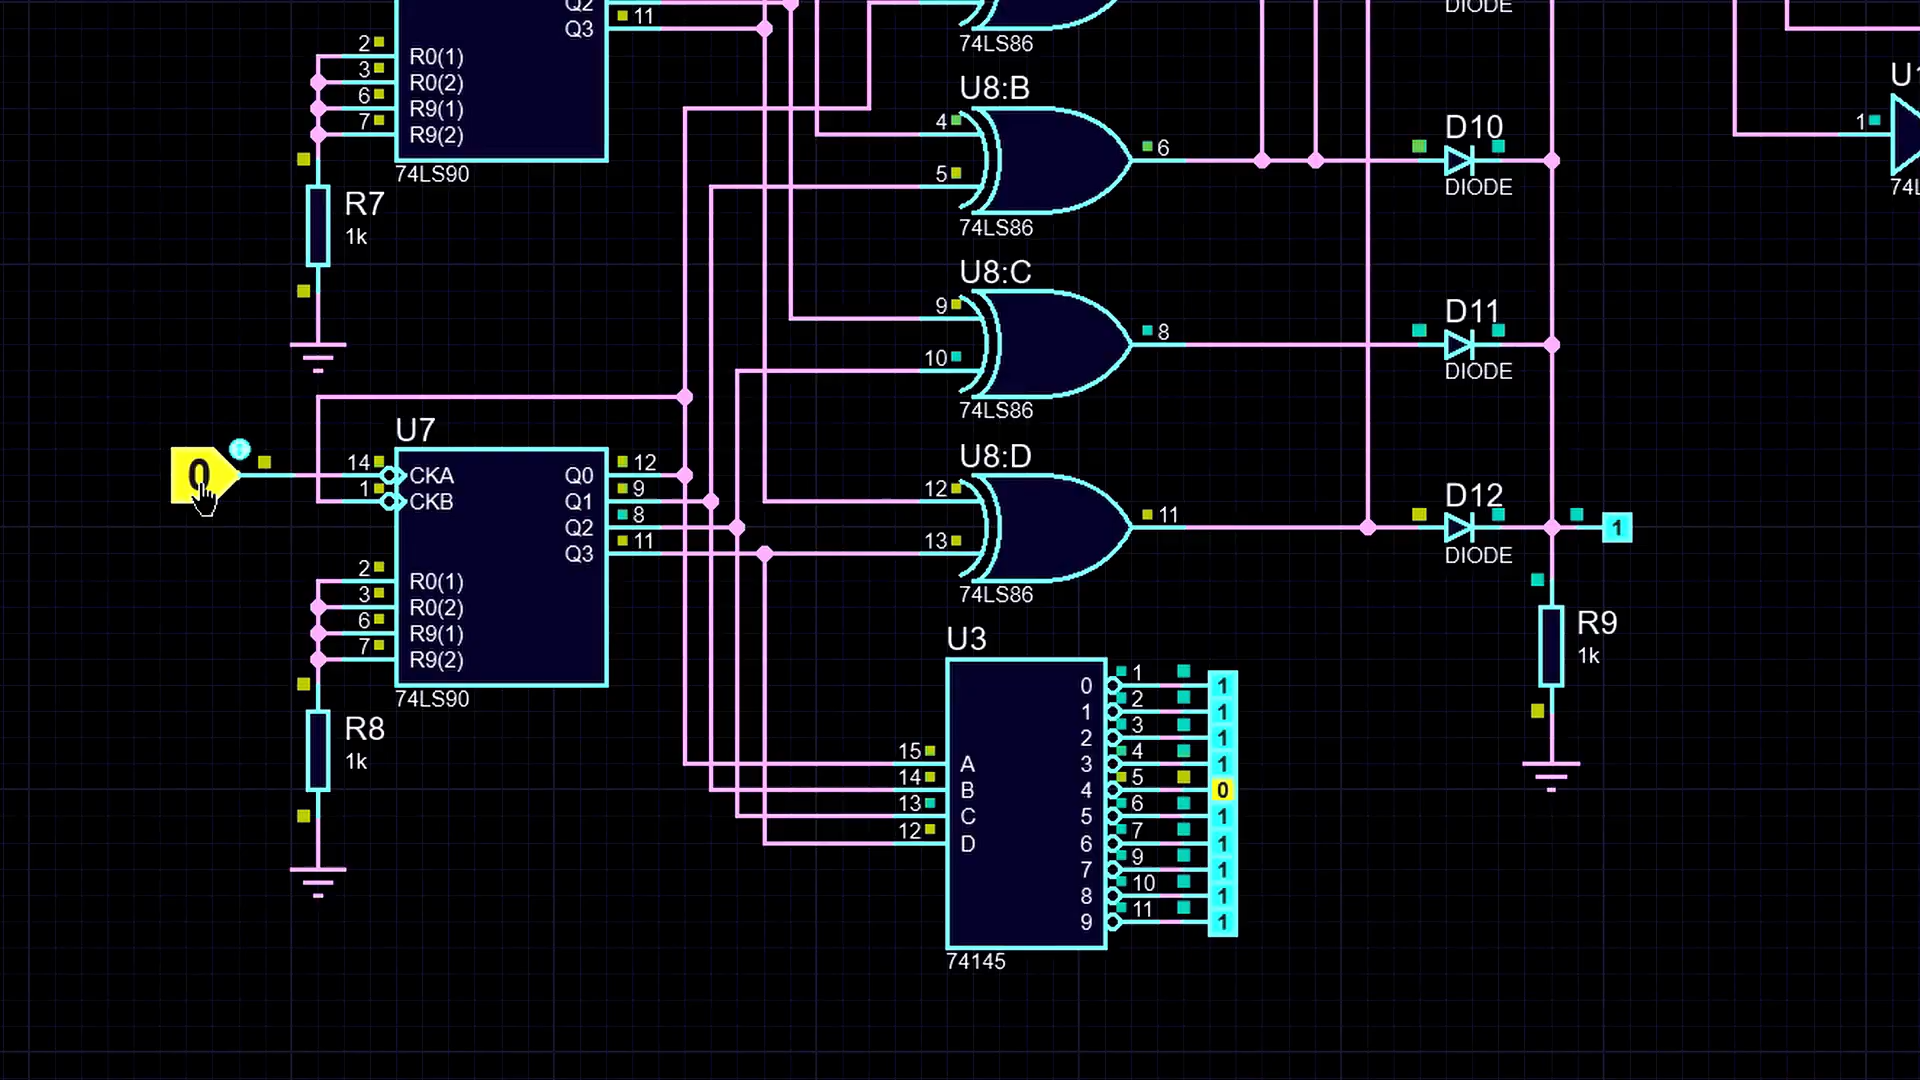 Q2
11
Q3
2
R0(1)
3
R0(2)
6
R9(1)
7
R9(2)
74LS90
R7
1k
0
U7
14
CKA
1
CKB
Q0
12
Q1
9
Q2
8
Q3
11
2
R0(1)
3
R0(2)
6
R9(1)
7
R9(2)
74LS90
R8
1k
74LS86
U8:B
4
5
6
74LS86
U8:C
9
10
8
74LS86
U8:D
12
13
11
74LS86
U3
15
A
14
B
13
C
12
D
0
1
1
1
2
1
2
3
1
3
4
1
4
5
0
5
6
1
6
7
1
7
9
1
8
10
1
9
11
1
74145
DIODE
D10
DIODE
D11
DIODE
D12
DIODE
1
R9
1k
1